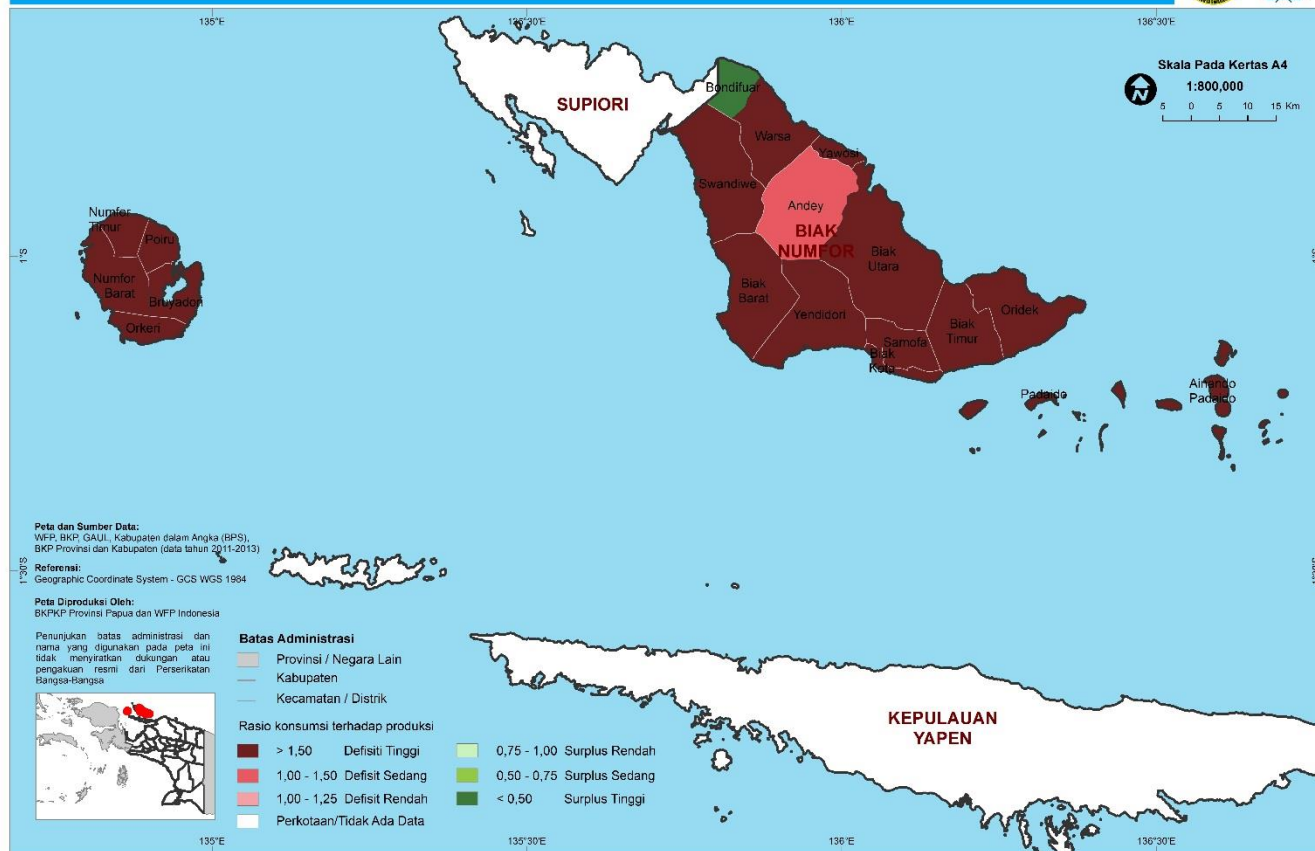 135°E
135°30'E
136°E
136°30'E
Skala Pada Kertas A4
1:800,000
N
5 0 5 10 15 Km
SUPIORI
Bondifuar
Warsa
Yawosi
Swandiwe
Andey
BIAK
NUMFOR
Biak
Utara
Numfer
Timur
Poiru
Numfor
Barat
Bruyadori
Orkeri
1°S
Biak
Barat
Yendidori
Samofa
Biak
Kota
Biak
Timur
Oridek
Padaido
Ainando
Padaido
Peta dan Sumber Data:
WFP, BKP, GAUL, Kabupaten dalam Angka (BPS),
BKP Provinsi dan Kabupaten (data tahun 2011-2013)
1°30'S
Referensi:
Geographic Coordinate System - GCS WGS 1984
Peta Diproduksi Oleh:
BKPKP Provinsi Papua dan WFP Indonesia
Penunjukan batas administrasi dan
nama yang digunakan pada peta ini
tidak menyiratkan dukungan atau
pengakuan resmi dari Perserikatan
Bangsa-Bangsa
Batas Administrasi
Provinsi / Negara Lain
Kabupaten
Kecamatan / Distrik
Rasio konsumsi terhadap produksi
> 1,50 Defisiti Tinggi
1,00 - 1,50 Defisit Sedang
1,00 - 1,25 Defisit Rendah
Perkotaan/Tidak Ada Data
0,75 - 1,00 Surplus Rendah
0,50 - 0,75 Surplus Sedang
< 0,50 Surplus Tinggi
KEPULAUAN
YAPEN
135°E
135°30'E
136°E
136°30'E